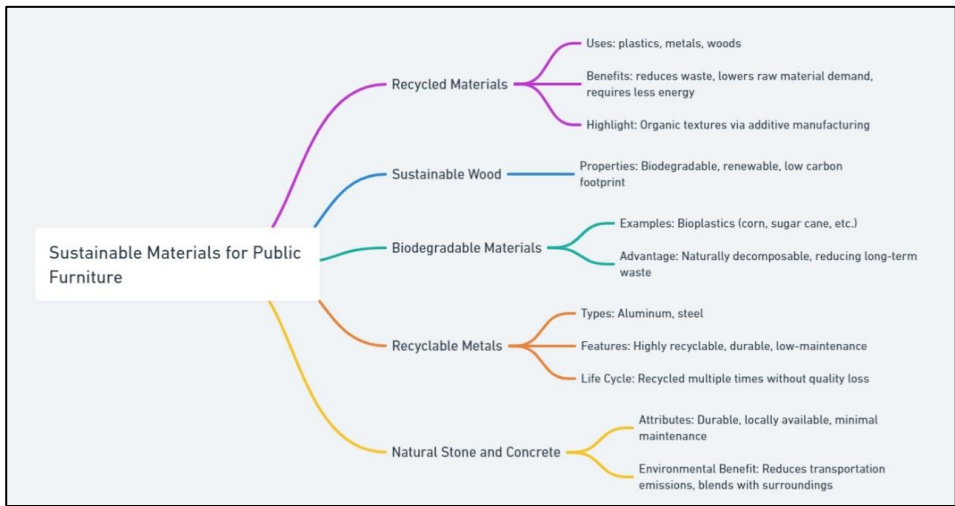 Sustainable Materials for Public
Furniture
Recycled Materials
Uses: plastics, metals, woods
Benefits: reduces waste, lowers raw material demand,
requires less energy
Highlight: Organic textures via additive manufacturing
Sustainable Wood
Properties: Biodegradable, renewable, low carbon
footprint
Biodegradable Materials
Examples: Bioplastics (corn, sugar cane, etc.)
Advantage: Naturally decomposable, reducing long-term
waste
Recyclable Metals
Types: Aluminum, steel
Features: Highly recyclable, durable, low-maintenance
Life Cycle: Recycled multiple times without quality loss
Natural Stone and Concrete
Attributes: Durable, locally available, minimal
maintenance
Environmental Benefit: Reduces transportation
emissions, blends with surroundings